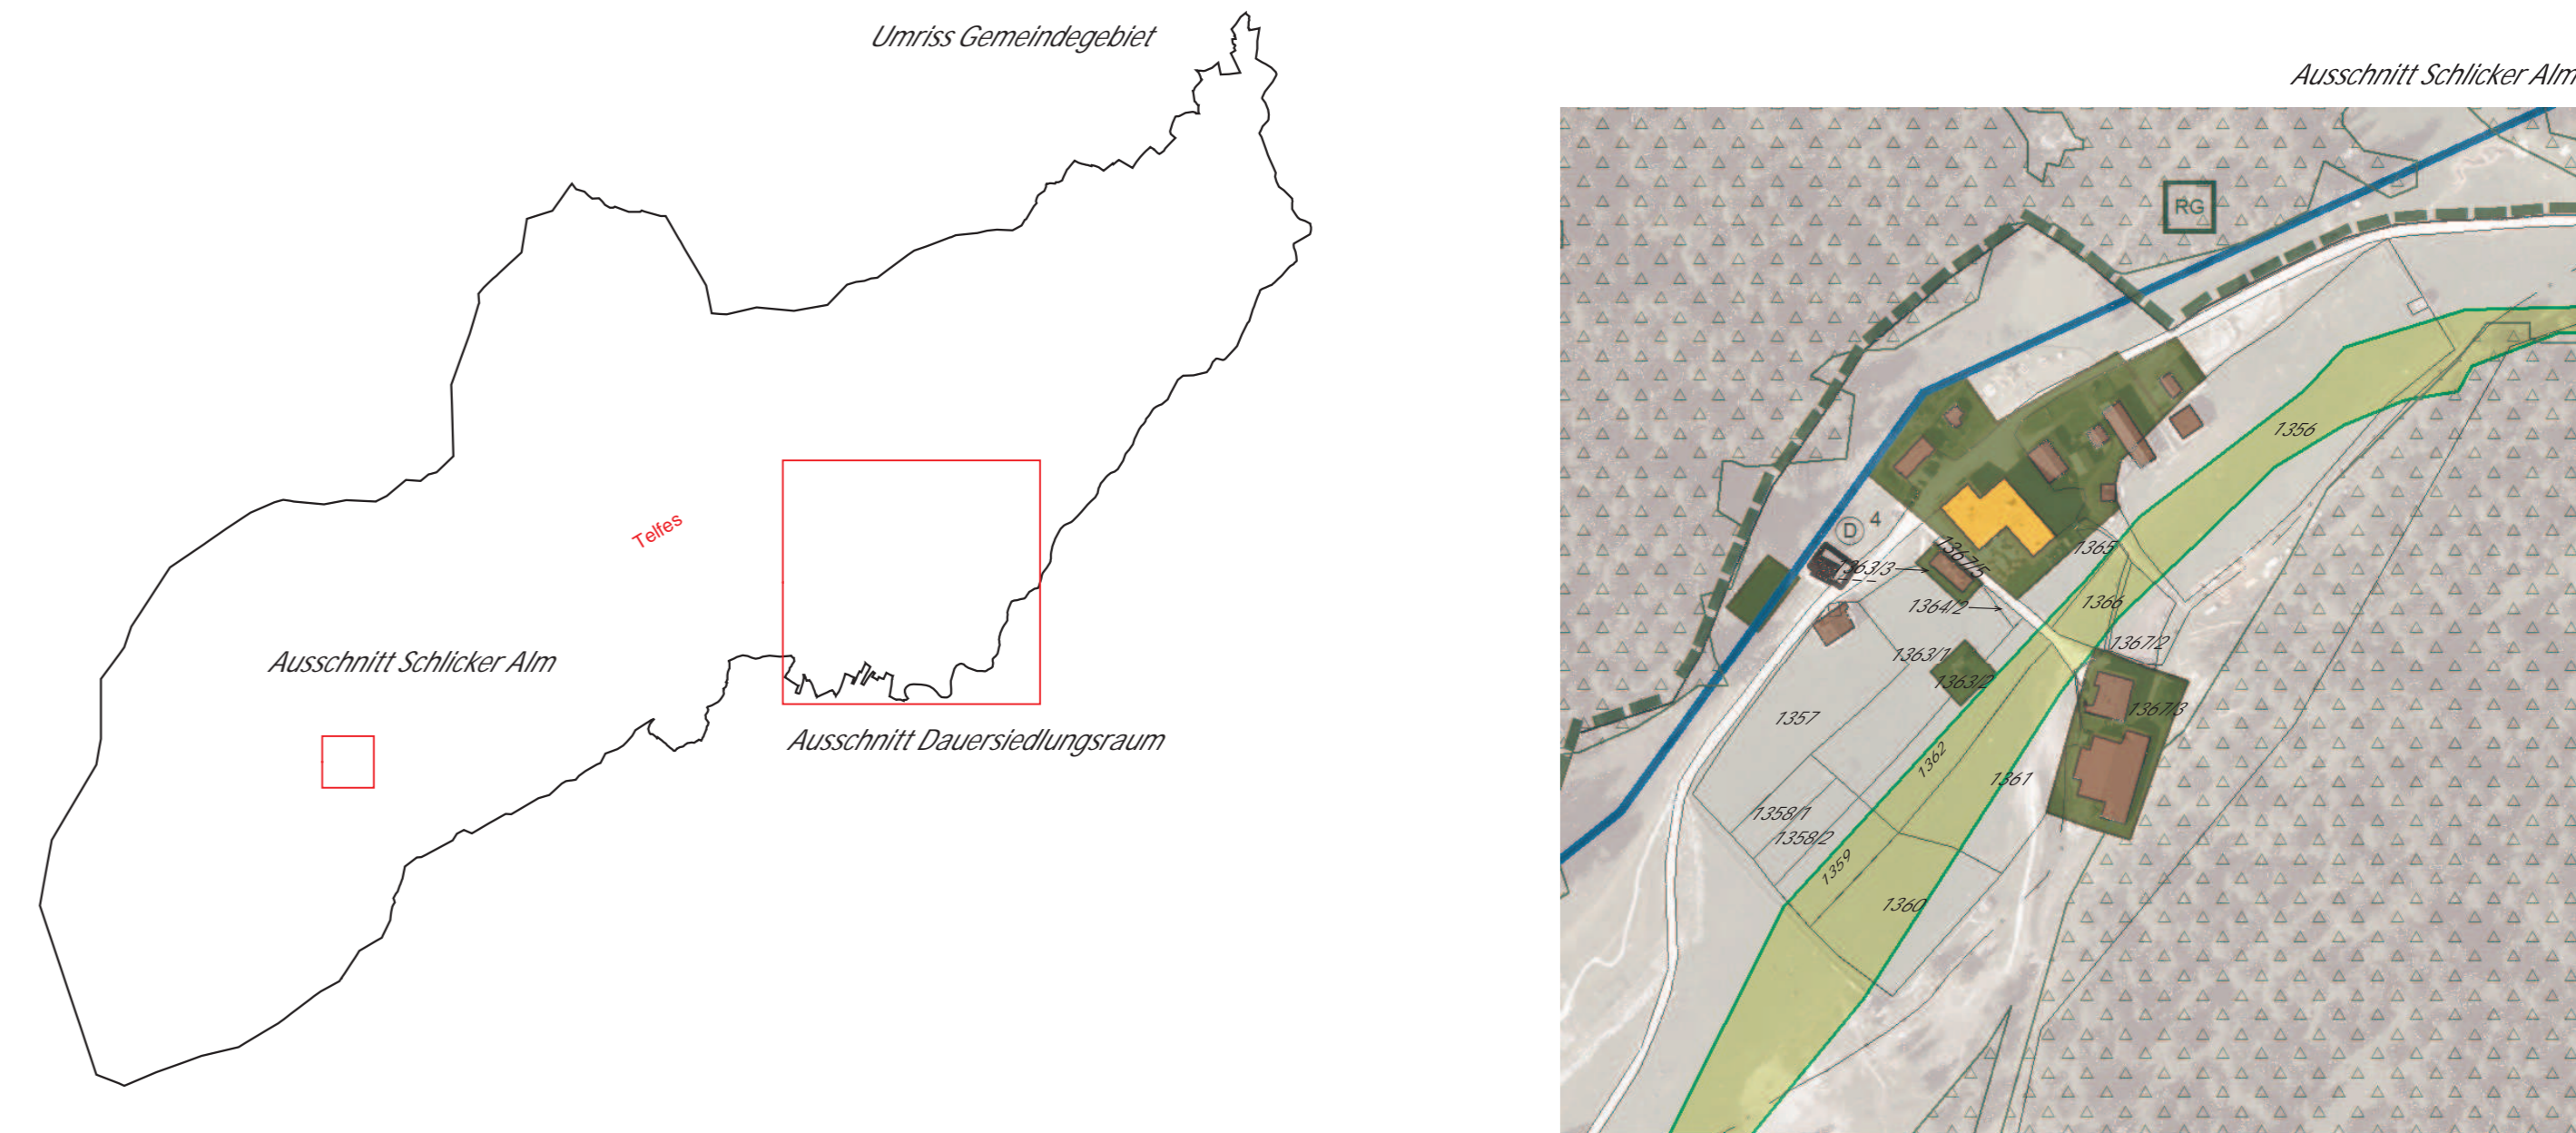 Umriss Gemeindegebiet
Ausschnitt Schlicker Alm
Telfes
Ausschnitt Schlicker Alm
Ausschnitt Dauersiedlungsraum
RG
1356
D 4
1363/3
1367/5
1365
1364/2
1366
1363/1
1367/2
1363/2
1357
1367/3
1362
1361
1358/1
1358/2
1359
1360